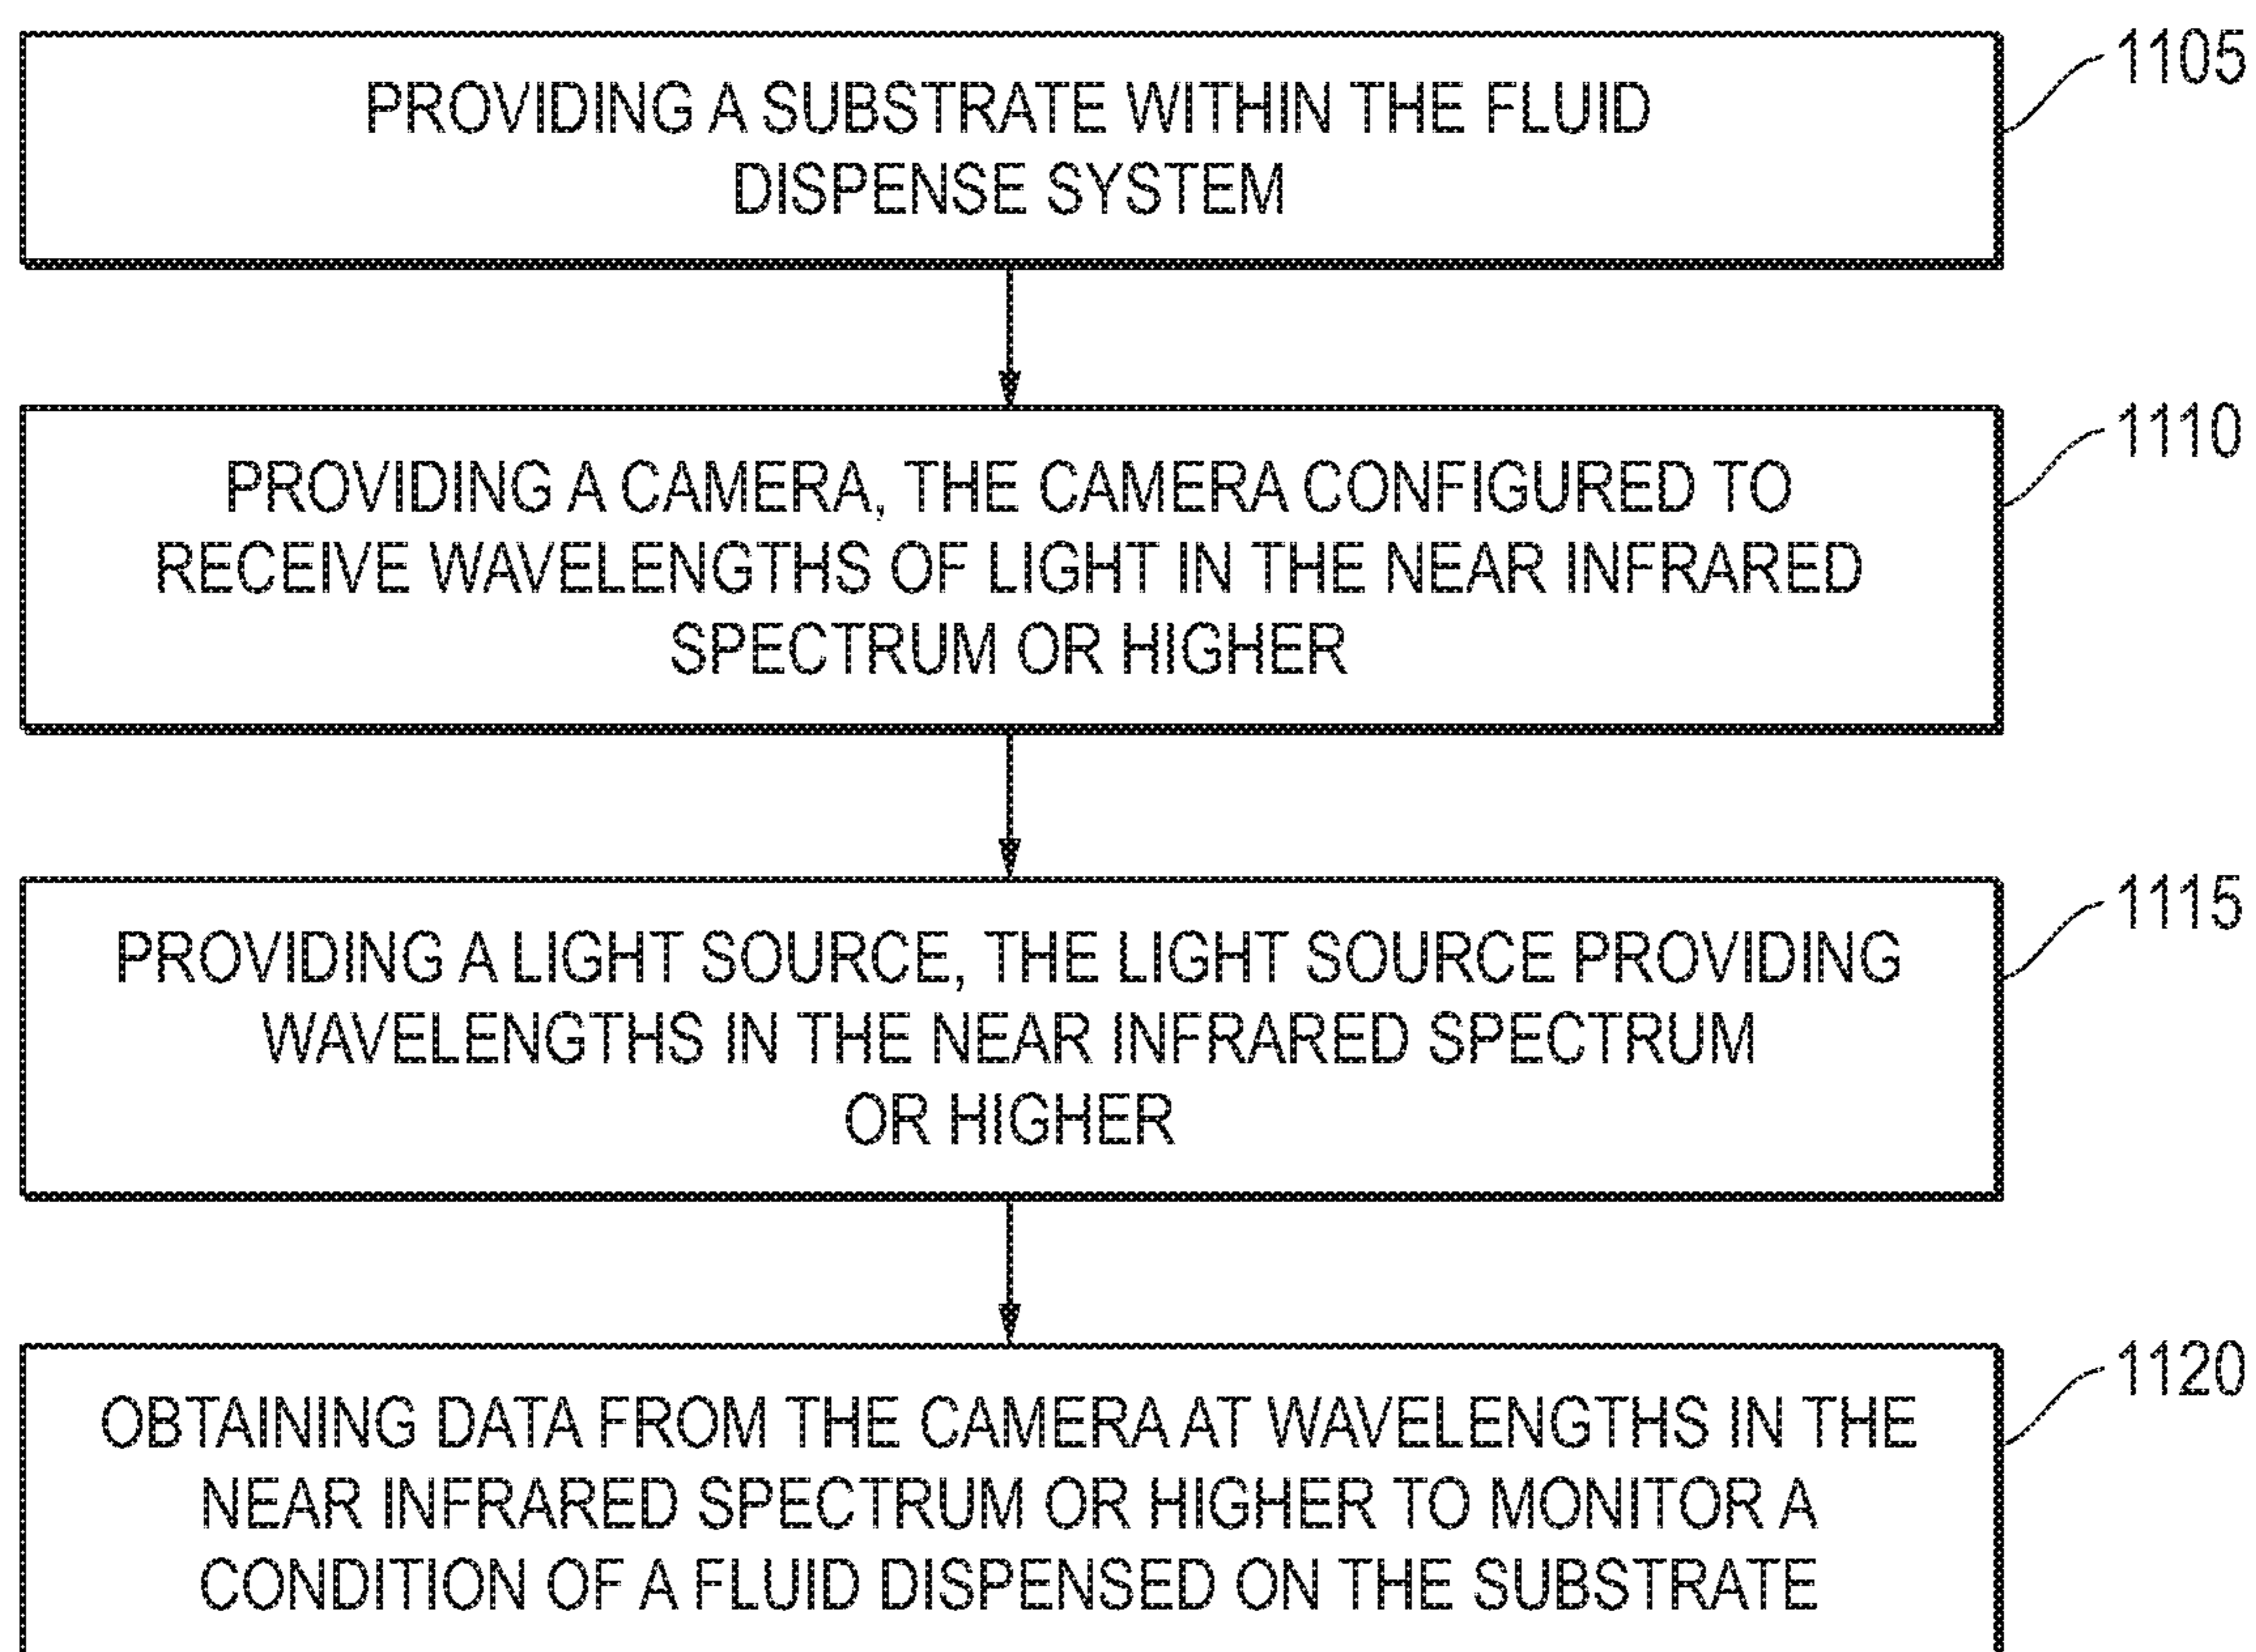 PROVIDING A SUBSTRATE WITHIN THE FLUID
DISPENSE SYSTEM
1105
PROVIDING A CAMERA, THE CAMERA CONFIGURED TO
RECEIVE WAVELENGTHS OF LIGHT IN THE NEAR INFRARED
SPECTRUM OR HIGHER
1110
PROVIDING A LIGHT SOURCE, THE LIGHT SOURCE PROVIDING
WAVELENGTHS IN THE NEAR INFRARED SPECTRUM
OR HIGHER
1115
OBTAINING DATA FROM THE CAMERA AT WAVELENGTHS IN THE
NEAR INFRARED SPECTRUM OR HIGHER TO MONITOR A
CONDITION OF A FLUID DISPENSED ON THE SUBSTRATE
1120